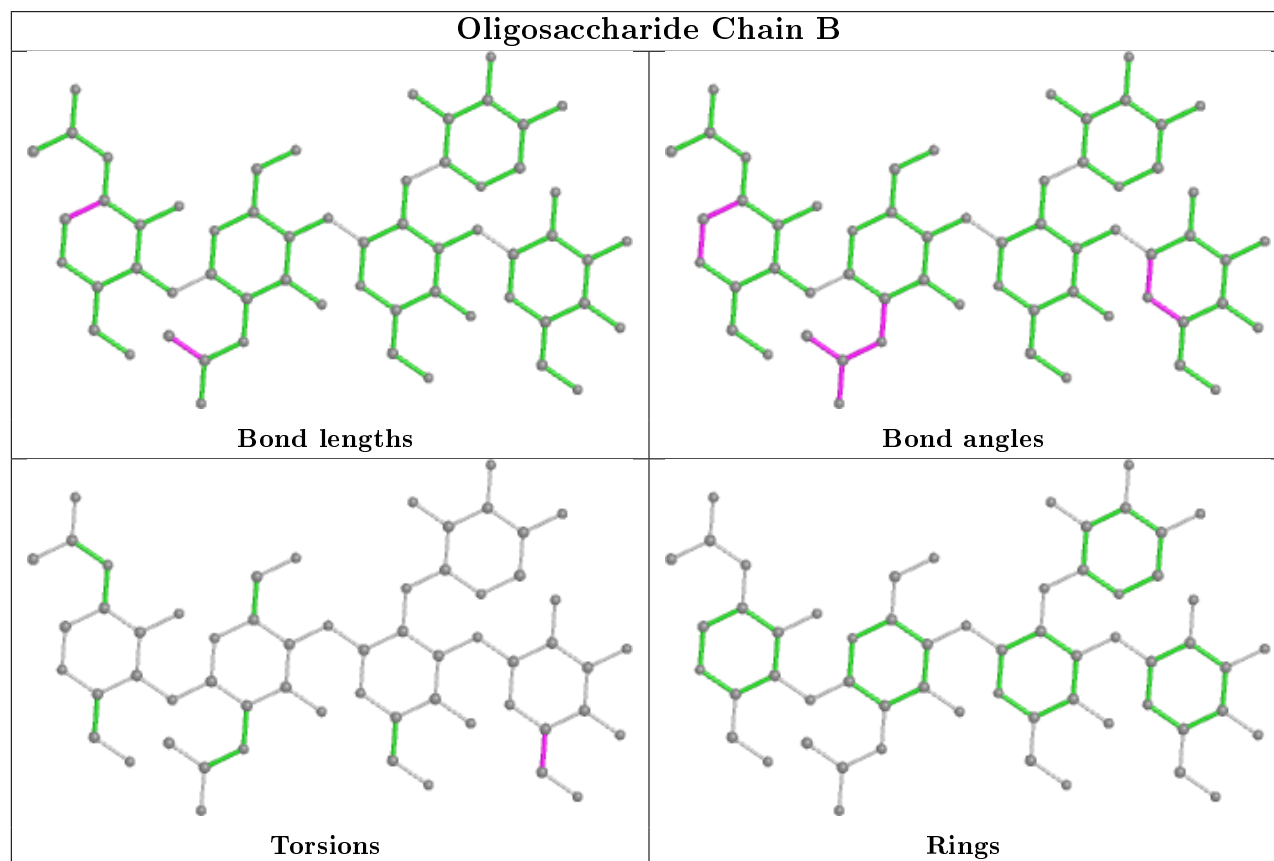 Oligosaccharide Chain B
Bond lengths
Bond angles
Torsions
Rings